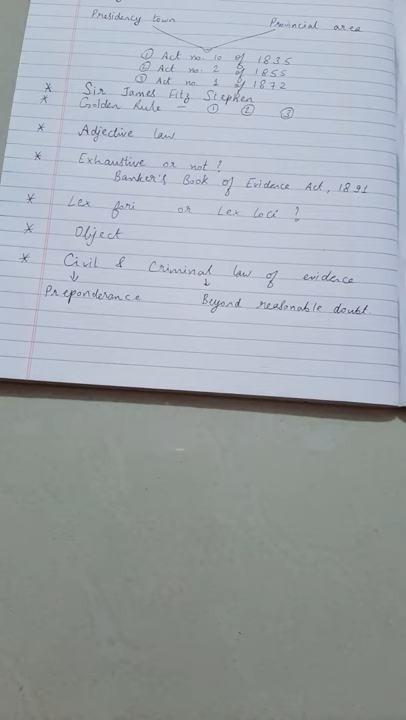 Presidency town Provincial area
① Act no. 10 of 1835
② Act no. 2 of 1855
③ Act no. 1 of 1872
* Sir James Fitz Stephen
* Golden Rule - ① ② ③
* Adjective law
* Exhaustive or not?
Banker's Book of Evidence Act, 1891
* Lex fori or Lex Loci?
* Object
* Civil & Criminal law of evidence
↓ ↓
Preponderance Beyond reasonable doubt.